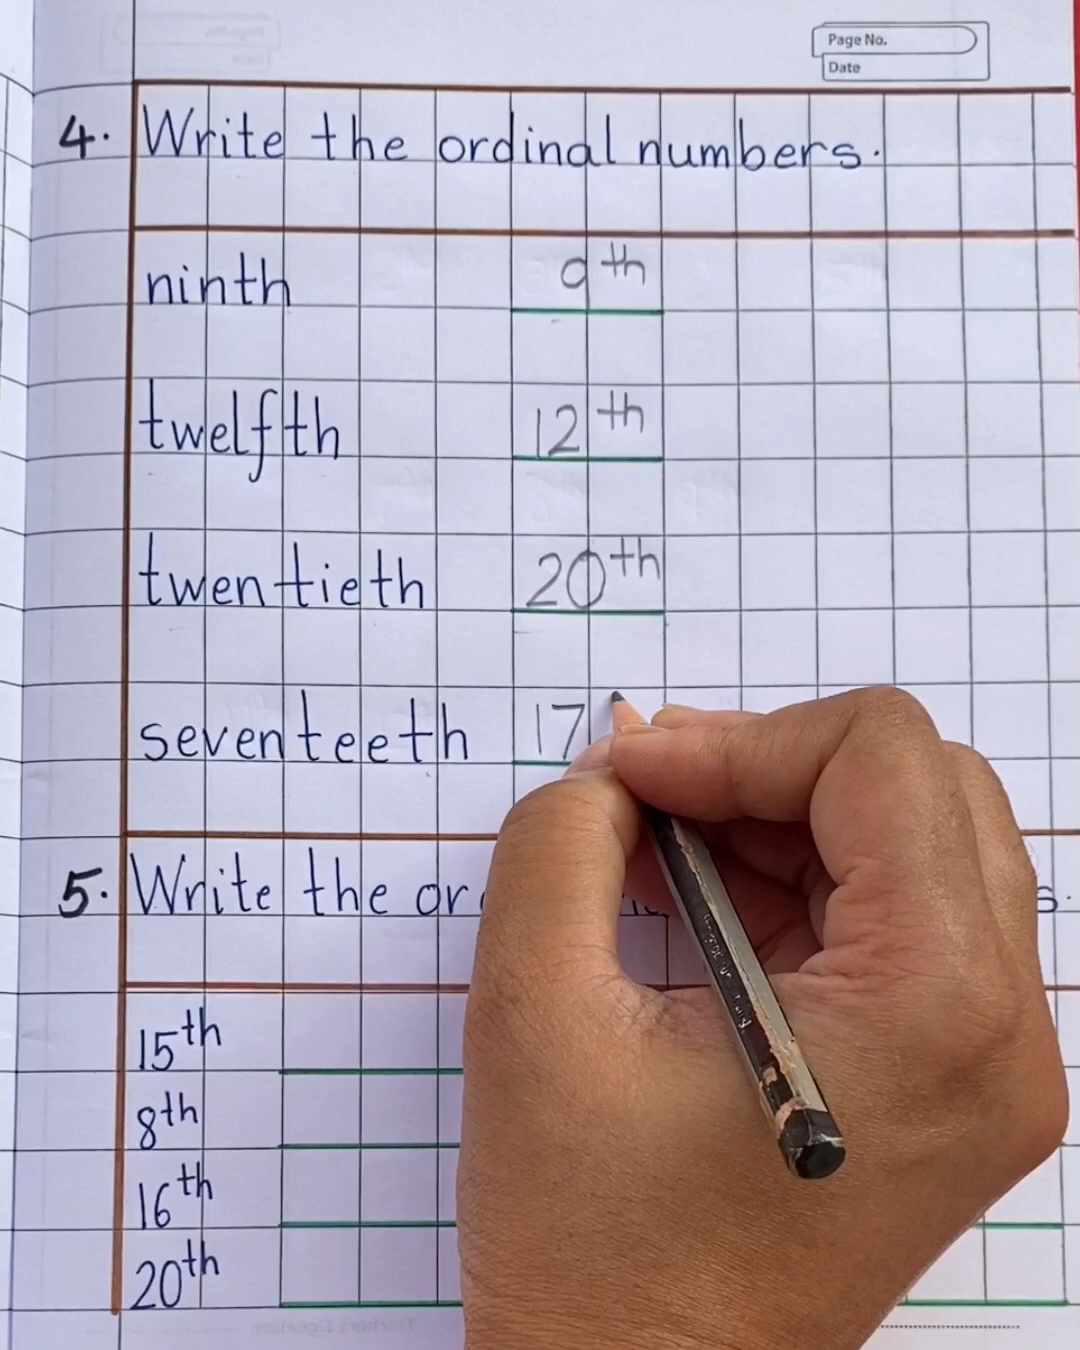 Page No.
Date
4. Write the ordinal numbers.
ninth 9th
twelfth 12th
twentieth 20th
seventeeth 17
5. Write the
15th
8th
16th
20th